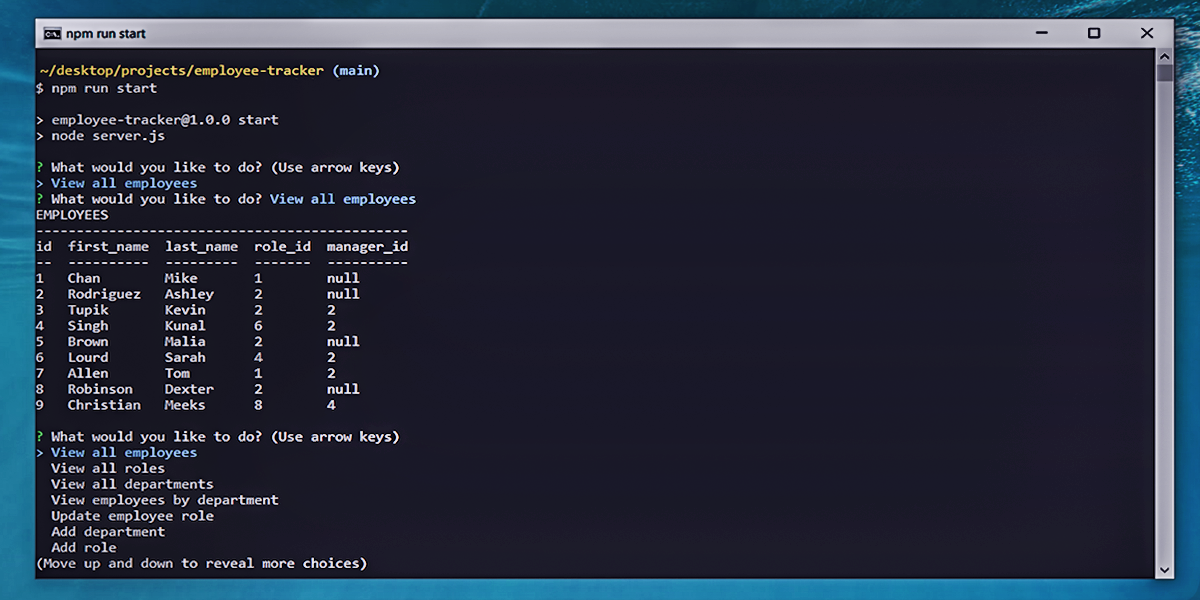 npm run start
~/desktop/projects/employee-tracker (main)
$ npm run start
> employee-tracker@1.0.0 start
> node server.js
? What would you like to do? (Use arrow keys)
> View all employees
? What would you like to do? View all employees
EMPLOYEES
----------------------------------------------
id  first_name  last_name  role_id  manager_id
--  ----------  ---------  -------  ----------
1   Chan        Mike       1        null
2   Rodriguez   Ashley     2        null
3   Tupik       Kevin      2        2
4   Singh       Kunal      6        2
5   Brown       Malia      2        null
6   Lourd       Sarah      4        2
7   Allen       Tom        1        2
8   Robinson    Dexter     2        null
9   Christian   Meeks      8        4
? What would you like to do? (Use arrow keys)
> View all employees
View all roles
View all departments
View employees by department
Update employee role
Add department
Add role
(Move up and down to reveal more choices)